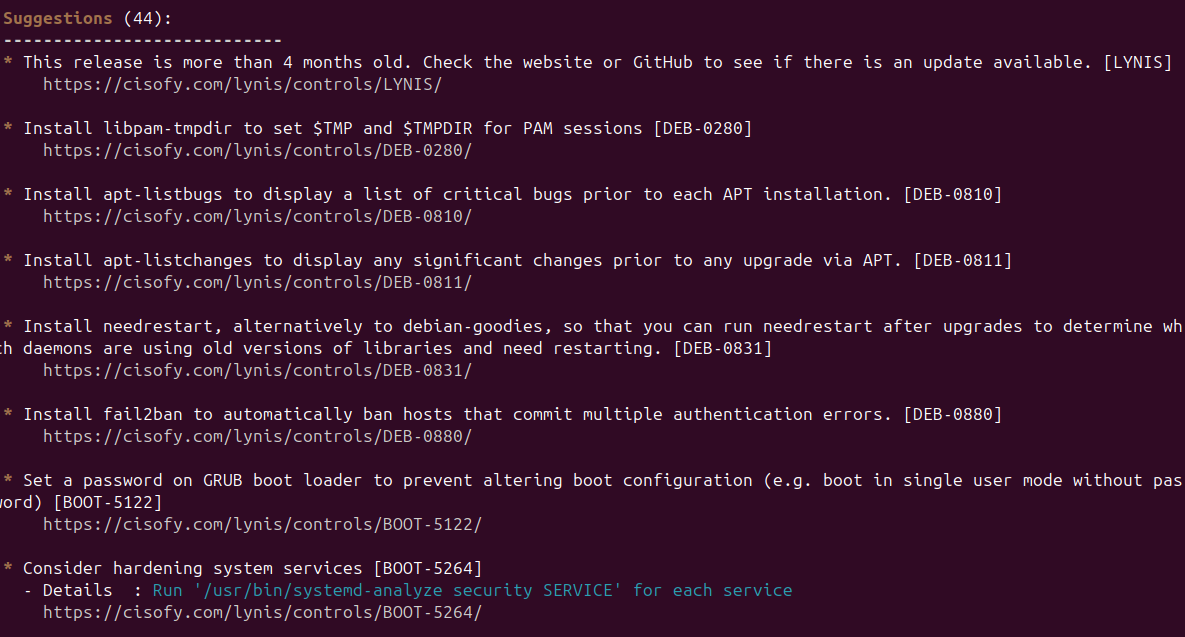 Suggestions (44):
----------------------------
* This release is more than 4 months old. Check the website or GitHub to see if there is an update available. [LYNIS]
https://cisofy.com/lynis/controls/LYNIS/
* Install libpam-tmpdir to set $TMP and $TMPDIR for PAM sessions [DEB-0280]
https://cisofy.com/lynis/controls/DEB-0280/
* Install apt-listbugs to display a list of critical bugs prior to each APT installation. [DEB-0810]
https://cisofy.com/lynis/controls/DEB-0810/
* Install apt-listchanges to display any significant changes prior to any upgrade via APT. [DEB-0811]
https://cisofy.com/lynis/controls/DEB-0811/
* Install needrestart, alternatively to debian-goodies, so that you can run needrestart after upgrades to determine wh
h daemons are using old versions of libraries and need restarting. [DEB-0831]
https://cisofy.com/lynis/controls/DEB-0831/
* Install fail2ban to automatically ban hosts that commit multiple authentication errors. [DEB-0880]
https://cisofy.com/lynis/controls/DEB-0880/
* Set a password on GRUB boot loader to prevent altering boot configuration (e.g. boot in single user mode without pas
word) [BOOT-5122]
https://cisofy.com/lynis/controls/BOOT-5122/
* Consider hardening system services [BOOT-5264]
- Details  : Run '/usr/bin/systemd-analyze security SERVICE' for each service
https://cisofy.com/lynis/controls/BOOT-5264/